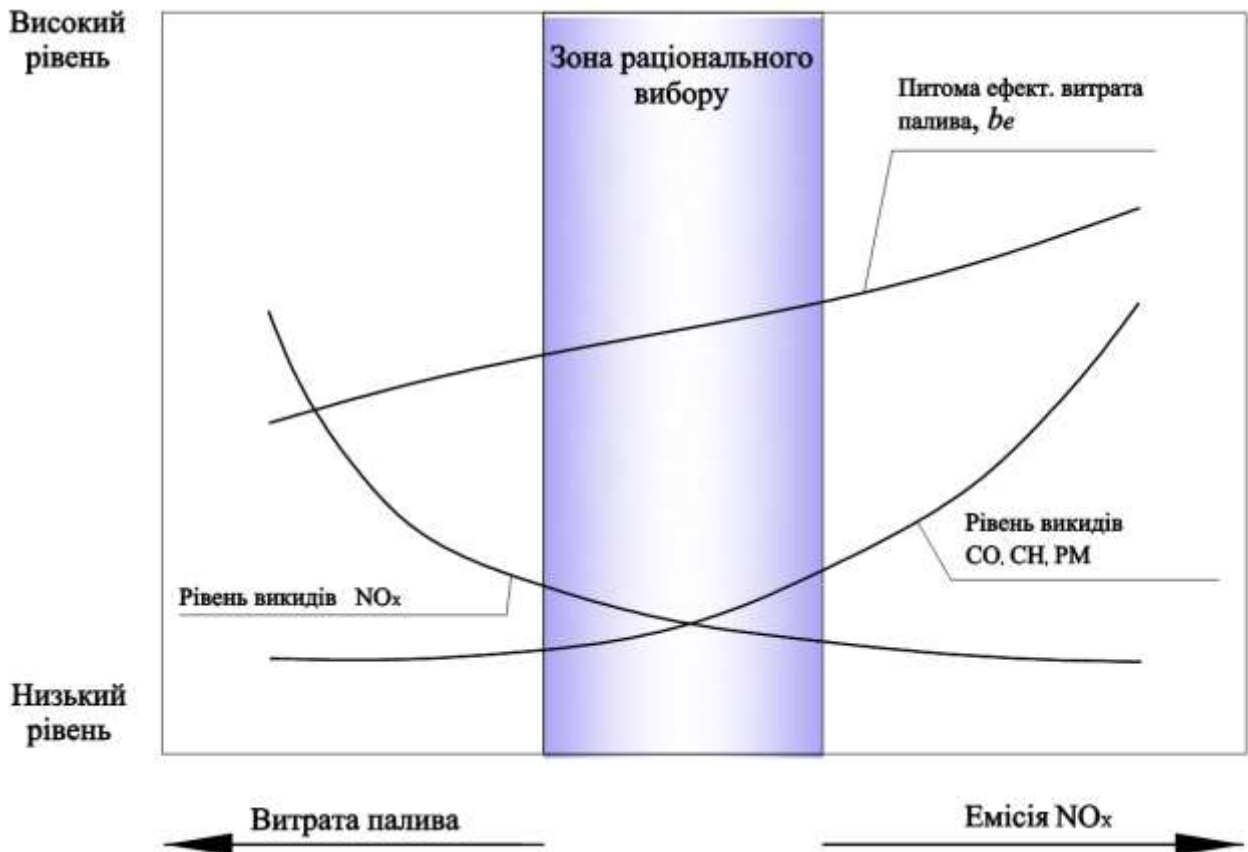 Високий
рівень
Зона раціонального
вибору
Питома ефект. витрата
палива, be
Рівень викидів
CO, CH, PM
Рівень викидів NOx
Низький
рівень
Витрата палива
Емісія NOx